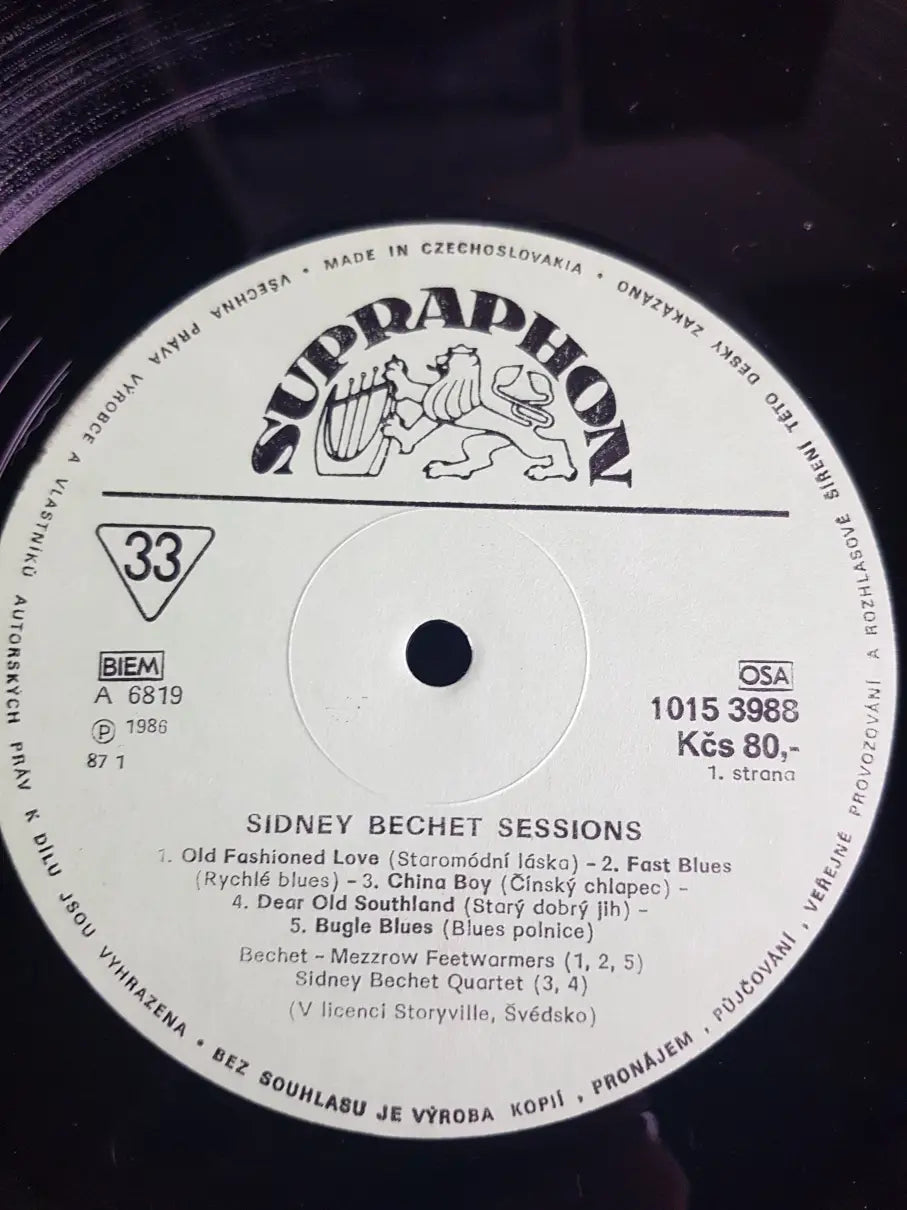 MADE IN CZECHOSLOVAKIA • VŠECHNA PRÁVA VÝROBCE A VLASTNÍKŮ AUTORSKÝCH PRÁV K DÍLU JSOU VYHRAZENA • BEZ SOUHLASU JE VÝROBA KOPIÍ, PRONÁJEM, PŮJČOVÁNÍ, VEŘEJNÉ PROVOZOVÁNÍ A ROZHLASOVÉ ŠÍŘENÍ TÉTO DESKY ZAKÁZÁNO •
SUPRAPHON
33
BIEM
A 6819
Ⓟ 1986
87 1
OSA
1015 3988
Kčs 80,-
1. strana
SIDNEY BECHET SESSIONS
1. Old Fashioned Love (Staromódní láska) – 2. Fast Blues
(Rychlé blues) – 3. China Boy (Čínský chlapec) –
4. Dear Old Southland (Starý dobrý jih) –
5. Bugle Blues (Blues polnice)
Bechet – Mezzrow Feetwarmers (1, 2, 5)
Sidney Bechet Quartet (3, 4)
(V licenci Storyville, Švédsko)